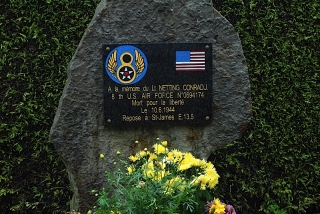 A la mémoire du Lt NETTING CONRADJ.
8 th U.S. AIR FORCE N°0694174
Mort pour la liberté
Le 10.6.1944
Repose à St-James E.13.5